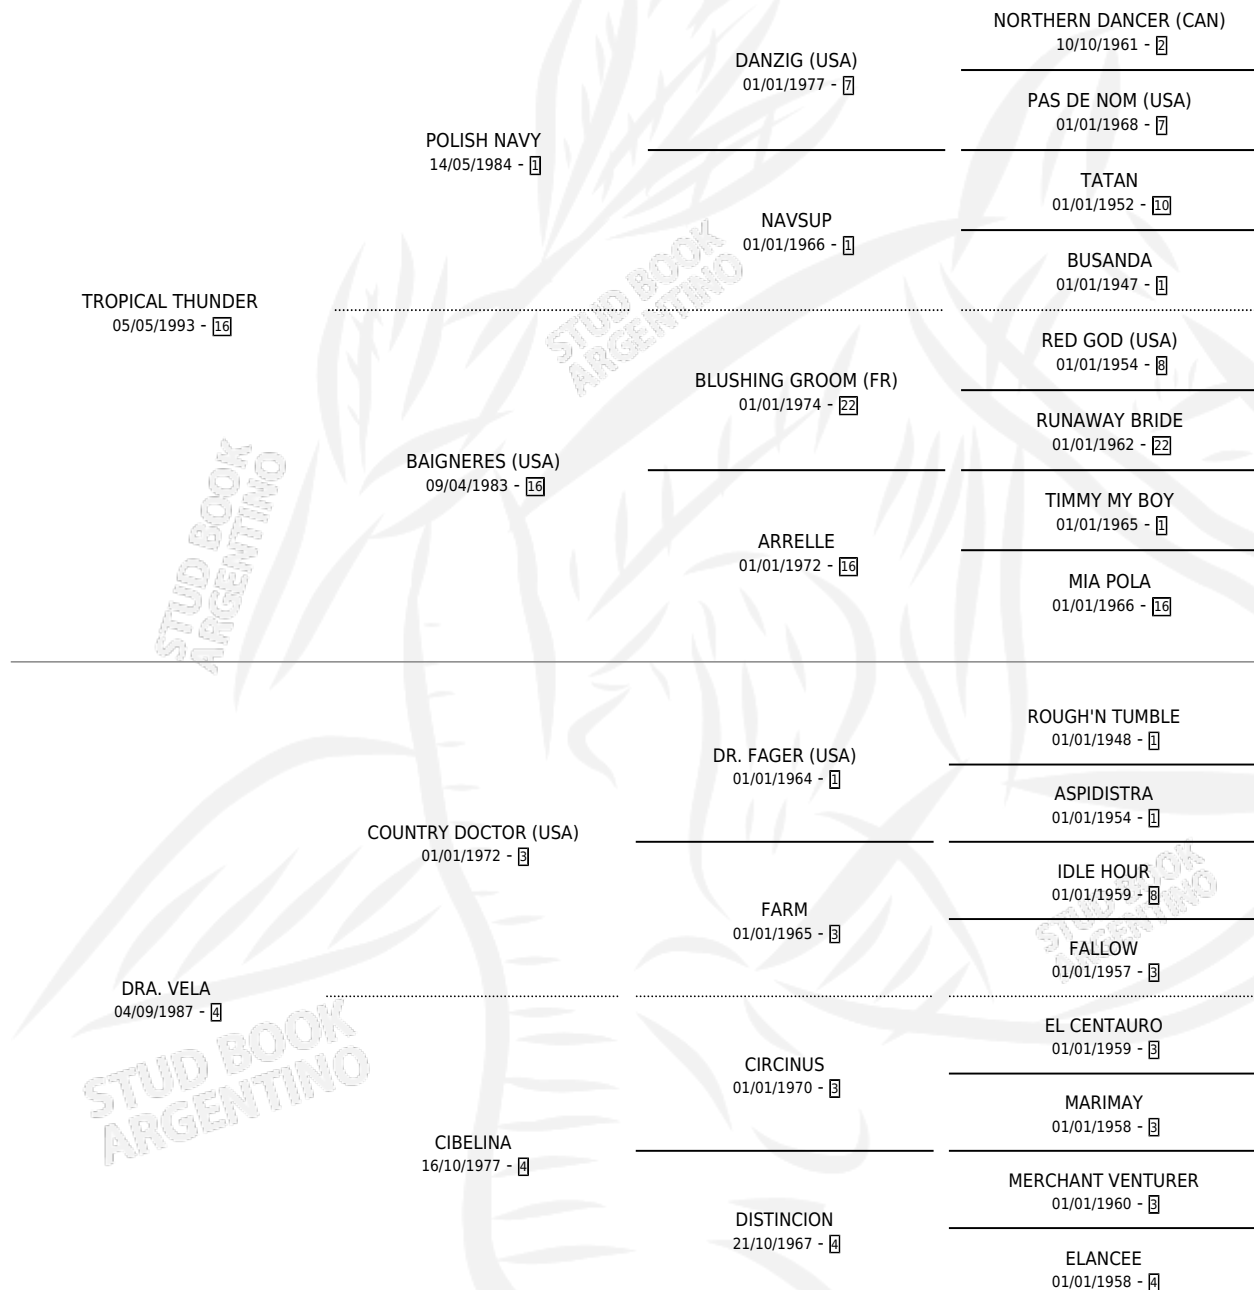 NORTHERN DANCER (CAN)
10/10/1961 - 2
DANZIG (USA)
01/01/1977 - 7
PAS DE NOM (USA)
01/01/1968 - 7
POLISH NAVY
14/05/1984 - 1
TATAN
01/01/1952 - 10
NAVSUP
01/01/1966 - 1
BUSANDA
01/01/1947 - 1
TROPICAL THUNDER
05/05/1993 - 16
STUD BOOK
ARGENTINO
RED GOD (USA)
01/01/1954 - 8
BLUSHING GROOM (FR)
01/01/1974 - 22
RUNAWAY BRIDE
01/01/1962 - 22
BAIGNERES (USA)
09/04/1983 - 16
TIMMY MY BOY
01/01/1965 - 1
ARRELLE
01/01/1972 - 16
MIA POLA
01/01/1966 - 16
STUD BOOK
ARGENTINO
ROUGH'N TUMBLE
01/01/1948 - 1
DR. FAGER (USA)
01/01/1964 - 1
ASPIDISTRA
01/01/1954 - 1
COUNTRY DOCTOR (USA)
01/01/1972 - 3
IDLE HOUR
01/01/1959 - 8
FARM
01/01/1965 - 3
FALLOW
01/01/1957 - 3
STUD BOOK
ARGENTINO
DRA. VELA
04/09/1987 - 4
EL CENTAURO
01/01/1959 - 3
CIRCINUS
01/01/1970 - 3
MARIMAY
01/01/1958 - 3
STUD BOOK
ARGENTINO
CIBELINA
16/10/1977 - 4
MERCHANT VENTURER
01/01/1960 - 3
DISTINCION
21/10/1967 - 4
ELANCEE
01/01/1958 - 4